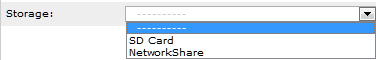 Storage: ----------
----------
SD Card
NetworkShare